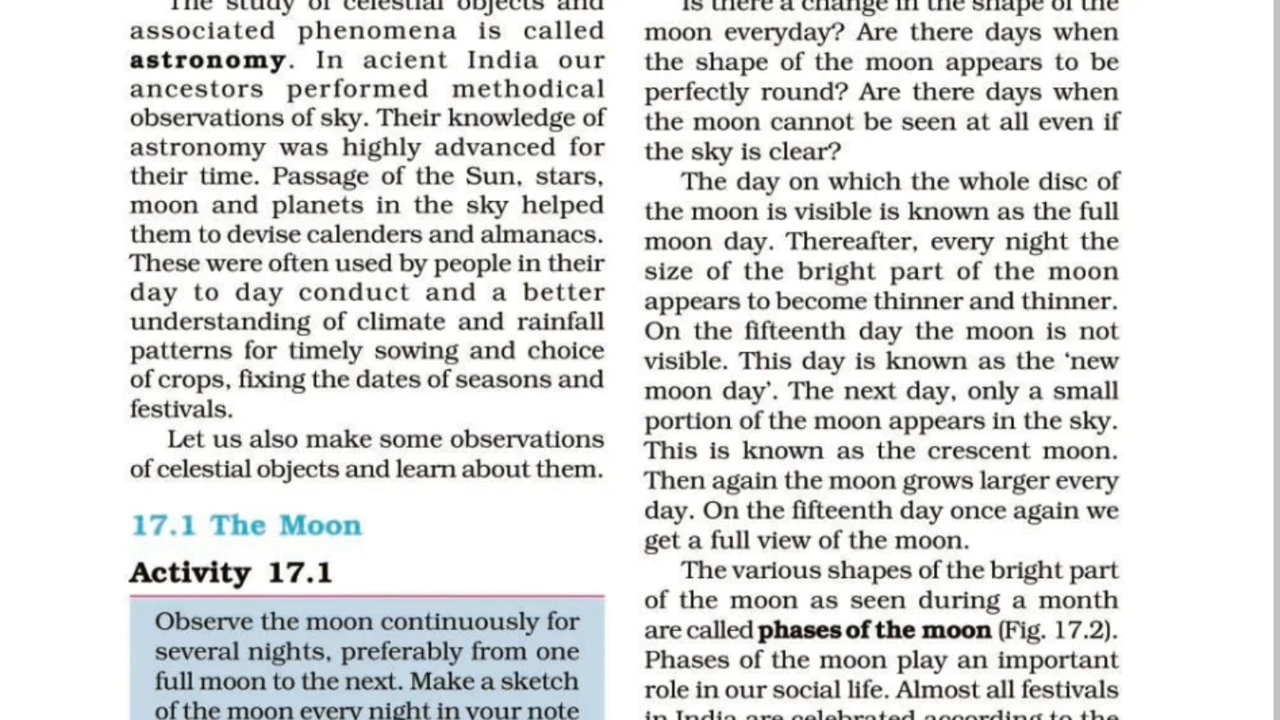 The study of celestial objects and
associated phenomena is called
astronomy. In acient India our
ancestors performed methodical
observations of sky. Their knowledge of
astronomy was highly advanced for
their time. Passage of the Sun, stars,
moon and planets in the sky helped
them to devise calenders and almanacs.
These were often used by people in their
day to day conduct and a better
understanding of climate and rainfall
patterns for timely sowing and choice
of crops, fixing the dates of seasons and
festivals.
Let us also make some observations
of celestial objects and learn about them.
17.1 The Moon
Activity 17.1
Observe the moon continuously for
several nights, preferably from one
full moon to the next. Make a sketch
of the moon every night in your note
Is there a change in the shape of the
moon everyday? Are there days when
the shape of the moon appears to be
perfectly round? Are there days when
the moon cannot be seen at all even if
the sky is clear?
The day on which the whole disc of
the moon is visible is known as the full
moon day. Thereafter, every night the
size of the bright part of the moon
appears to become thinner and thinner.
On the fifteenth day the moon is not
visible. This day is known as the ‘new
moon day’. The next day, only a small
portion of the moon appears in the sky.
This is known as the crescent moon.
Then again the moon grows larger every
day. On the fifteenth day once again we
get a full view of the moon.
The various shapes of the bright part
of the moon as seen during a month
are called phases of the moon (Fig. 17.2).
Phases of the moon play an important
role in our social life. Almost all festivals
in India are celebrated according to the